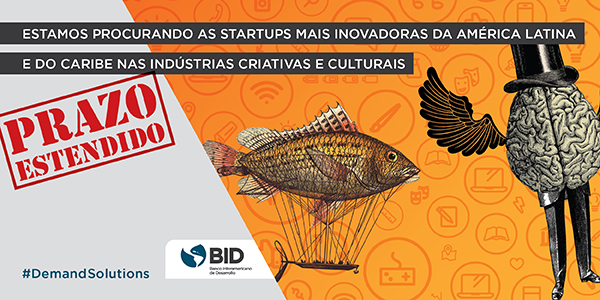 ESTAMOS PROCURANDO AS STARTUPS MAIS INOVADORAS DA AMÉRICA LATINA
E DO CARIBE NAS INDÚSTRIAS CRIATIVAS E CULTURAIS
PRAZO
ESTENDIDO
BID
Banco Interamericano
de Desarrollo
#DemandSolutions